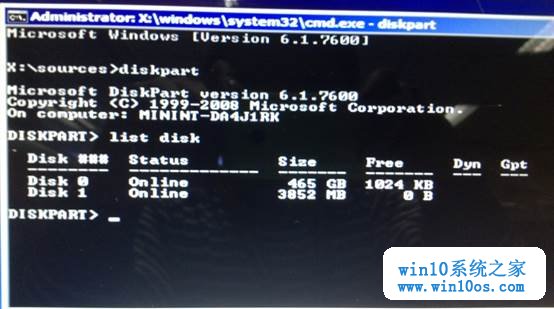 Administrator: X:\windows\system32\cmd.exe - diskpart
Microsoft Windows [Version 6.1.7600]
X:\sources>diskpart
Microsoft DiskPart version 6.1.7600
Copyright (C) 1999-2008 Microsoft Corporation.
On computer: MININT-DA4J1RK
DISKPART> list disk
Disk ### Status Size Free Dyn Gpt
-------- ------------- ------- ------- --- ---
Disk 0 Online 465 GB 1024 KB
Disk 1 Online 3852 MB 0 B
DISKPART> _
win10系统之家
www.win10os.com